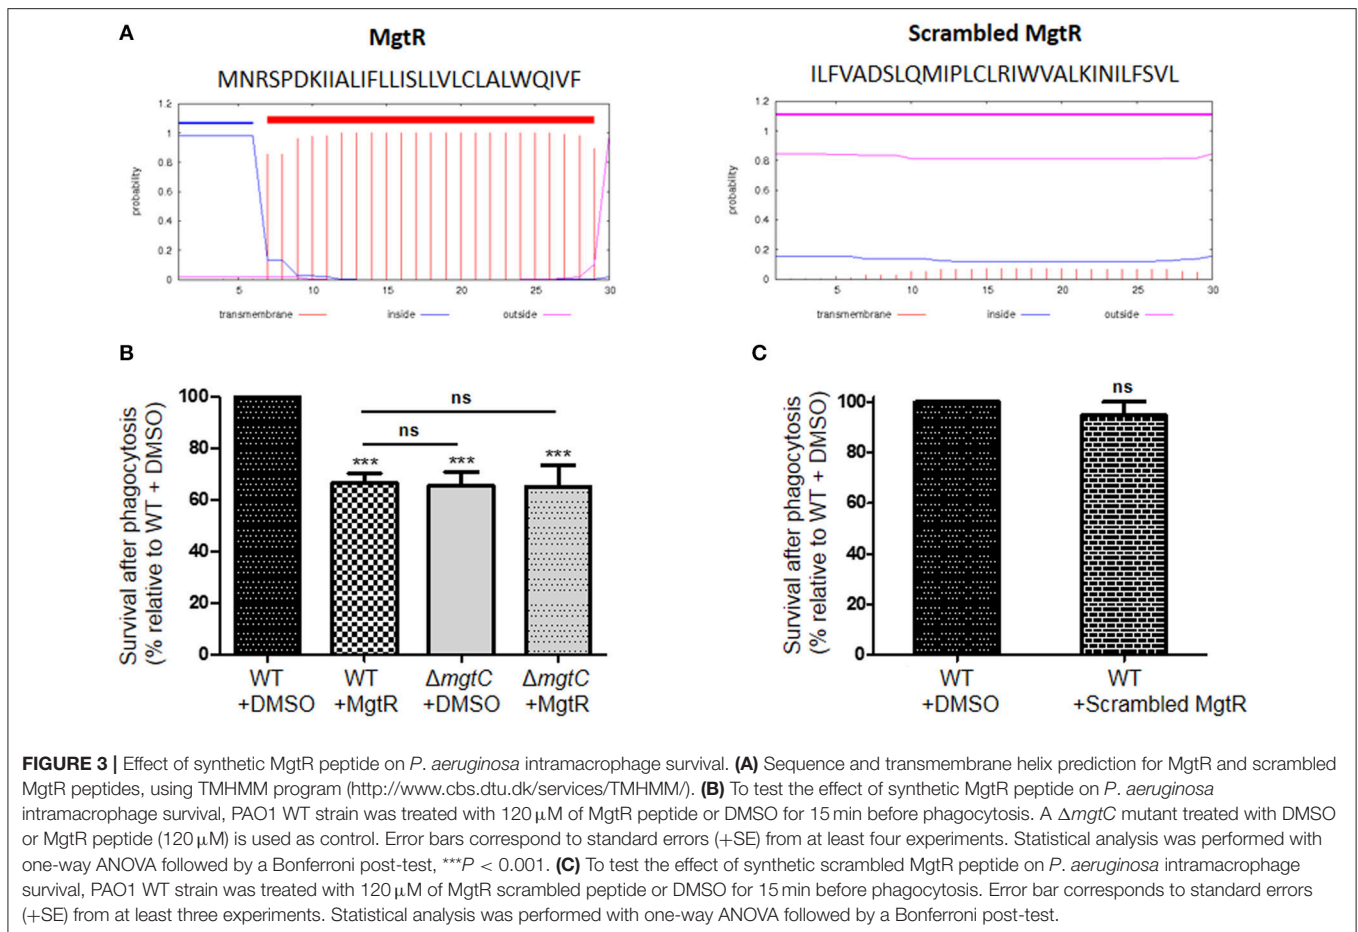 A
MgtR
MNRSPDKIIALIFLLISLLVLCLALWQIVF
1.2
1
0.8
0.6
0.4
0.2
0
probability
5
10
15
20
25
30
transmembrane
inside
outside
Scrambled MgtR
ILFVADSLQMIPLCLRIWVALKINILFSVL
1.2
1
0.8
0.6
0.4
0.2
0
probability
5
10
15
20
25
30
transmembrane
inside
outside
B
Survival after phagocytosis
(% relative to WT + DMSO)
100
80
60
40
20
0
ns
ns
***
***
***
WT
+DMSO
WT
+MgtR
ΔmgtC
+DMSO
ΔmgtC
+MgtR
C
Survival after phagocytosis
(% relative to WT + DMSO)
100
80
60
40
20
0
ns
WT
+DMSO
WT
+Scrambled MgtR
FIGURE 3 | Effect of synthetic MgtR peptide on P. aeruginosa intramacrophage survival. (A) Sequence and transmembrane helix prediction for MgtR and scrambled
MgtR peptides, using TMHMM program (http://www.cbs.dtu.dk/services/TMHMM/). (B) To test the effect of synthetic MgtR peptide on P. aeruginosa
intramacrophage survival, PAO1 WT strain was treated with 120 μM of MgtR peptide or DMSO for 15 min before phagocytosis. A ΔmgtC mutant treated with DMSO
or MgtR peptide (120 μM) is used as control. Error bars correspond to standard errors (+SE) from at least four experiments. Statistical analysis was performed with
one-way ANOVA followed by a Bonferroni post-test, ***P < 0.001. (C) To test the effect of synthetic scrambled MgtR peptide on P. aeruginosa intramacrophage
survival, PAO1 WT strain was treated with 120 μM of MgtR scrambled peptide or DMSO for 15 min before phagocytosis. Error bar corresponds to standard errors
(+SE) from at least three experiments. Statistical analysis was performed with one-way ANOVA followed by a Bonferroni post-test.